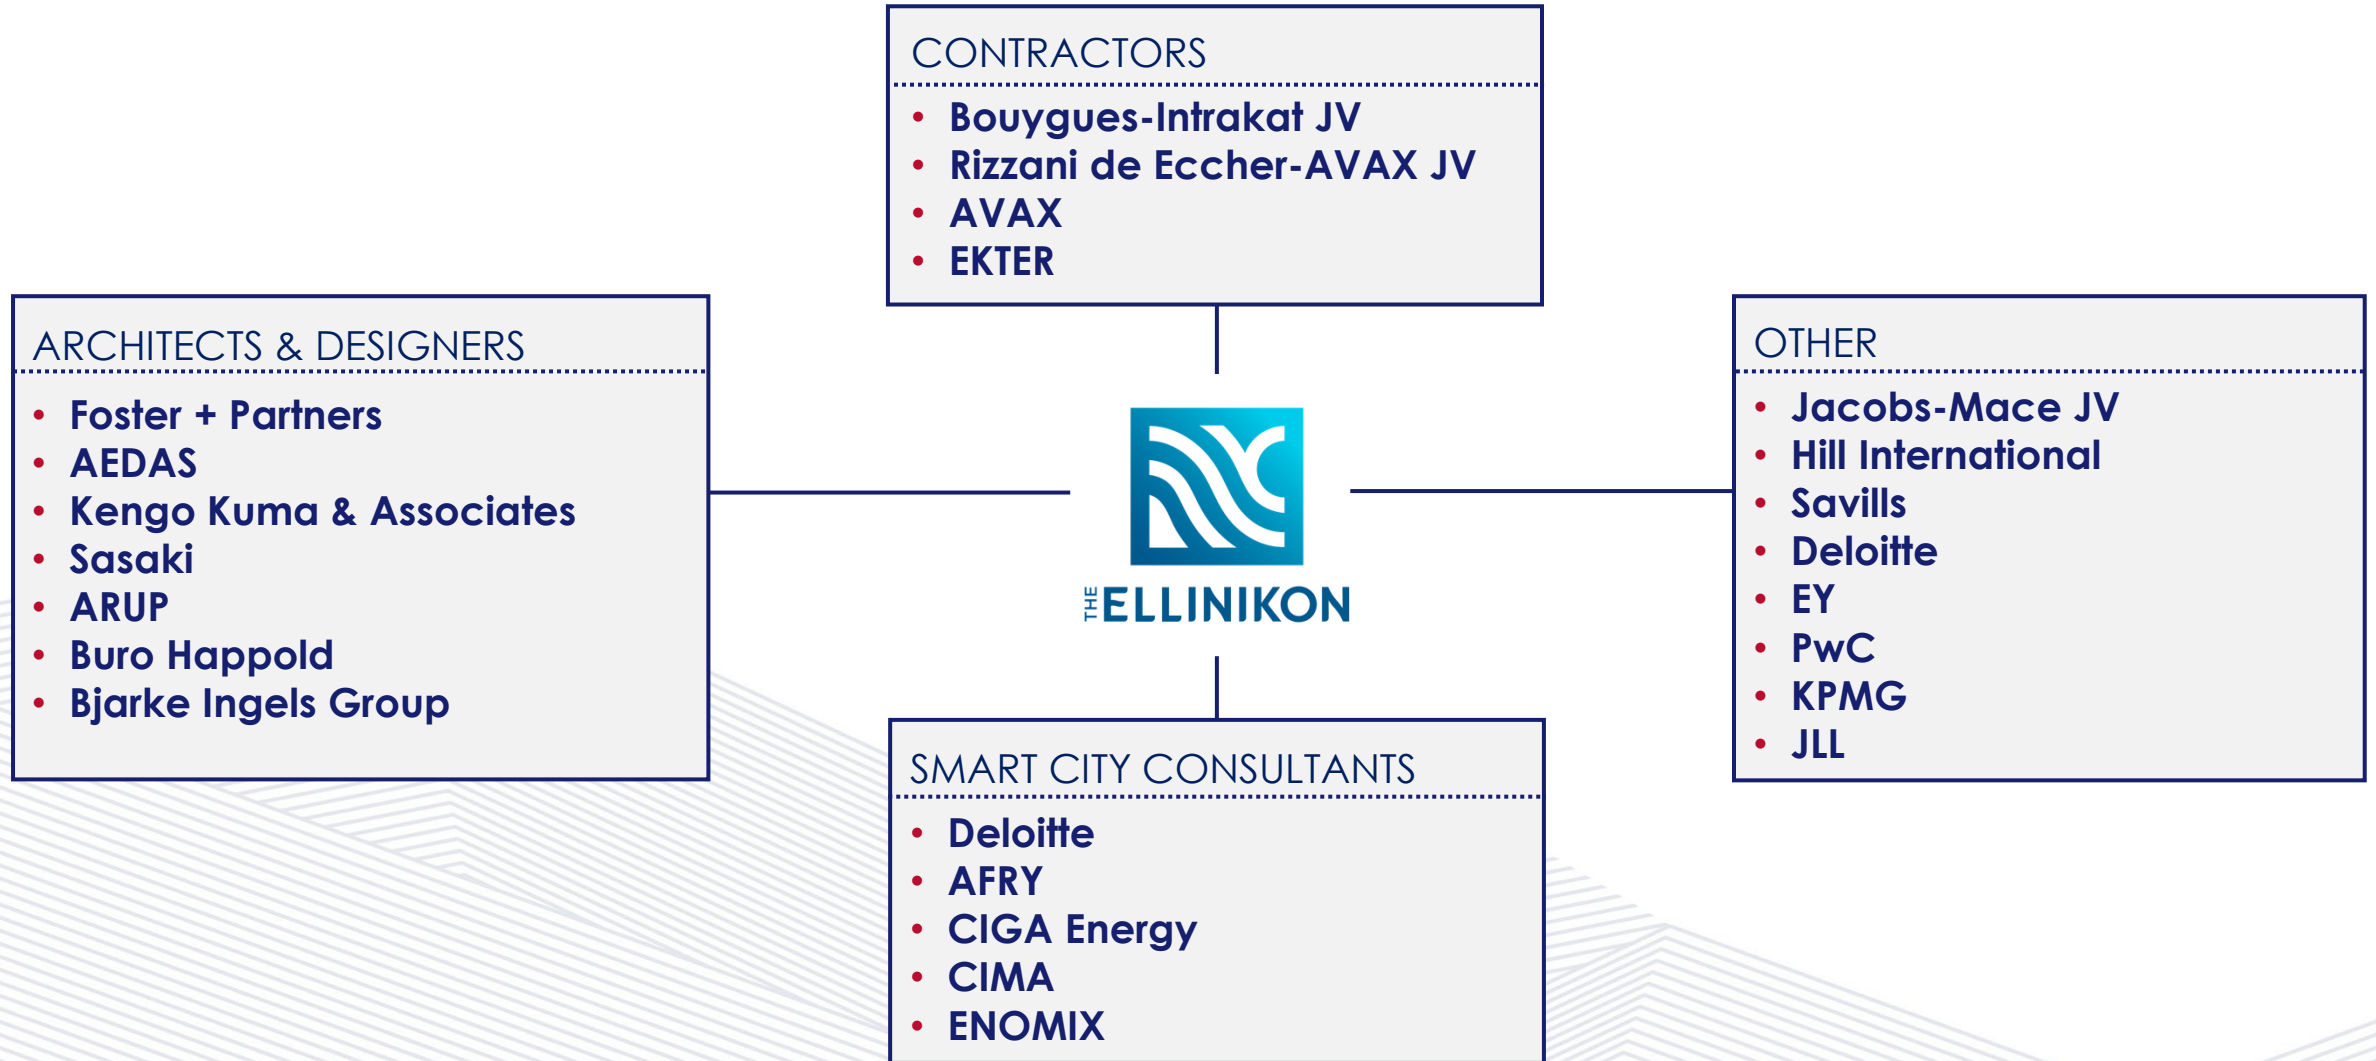 CONTRACTORS
• Bouygues-Intrakat JV
• Rizzani de Eccher-AVAX JV
• AVAX
• EKTER
ARCHITECTS & DESIGNERS
• Foster + Partners
• AEDAS
• Kengo Kuma & Associates
• Sasaki
• ARUP
• Buro Happold
• Bjarke Ingels Group
THE ELLINIKON
OTHER
• Jacobs-Mace JV
• Hill International
• Savills
• Deloitte
• EY
• PwC
• KPMG
• JLL
SMART CITY CONSULTANTS
• Deloitte
• AFRY
• CIGA Energy
• CIMA
• ENOMIX